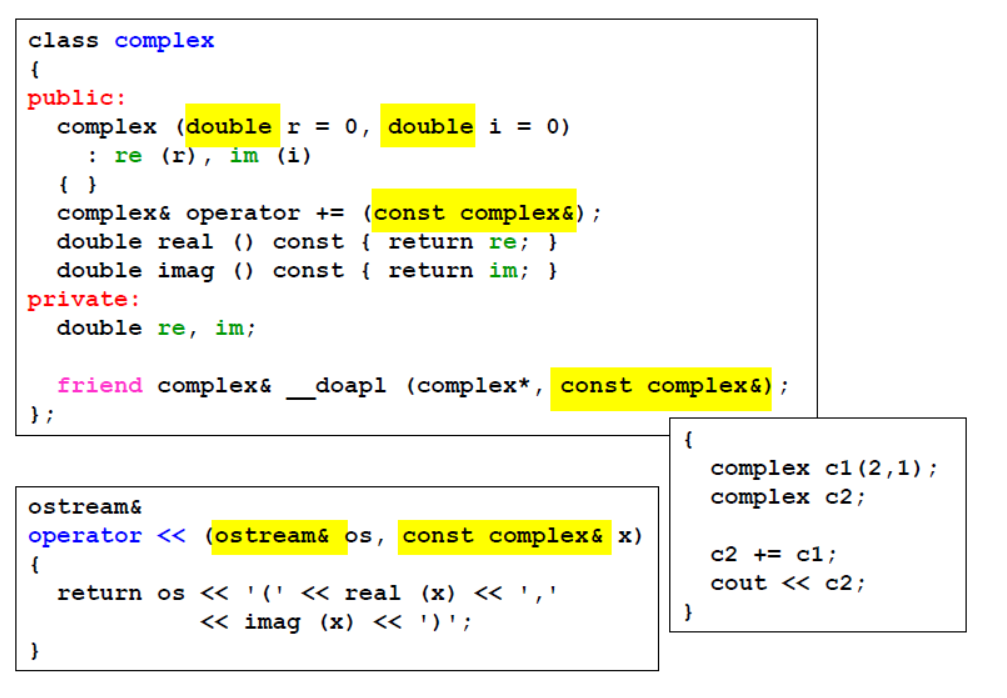 class complex
{
public:
  complex (double r = 0, double i = 0)
    : re (r), im (i)
  { }
  complex& operator += (const complex&);
  double real () const { return re; }
  double imag () const { return im; }
private:
  double re, im;

  friend complex& __doapl (complex*, const complex&);
};
ostream&
operator << (ostream& os, const complex& x)
{
  return os << '(' << real (x) << ','
            << imag (x) << ')';
}
{
  complex c1(2,1);
  complex c2;

  c2 += c1;
  cout << c2;
}